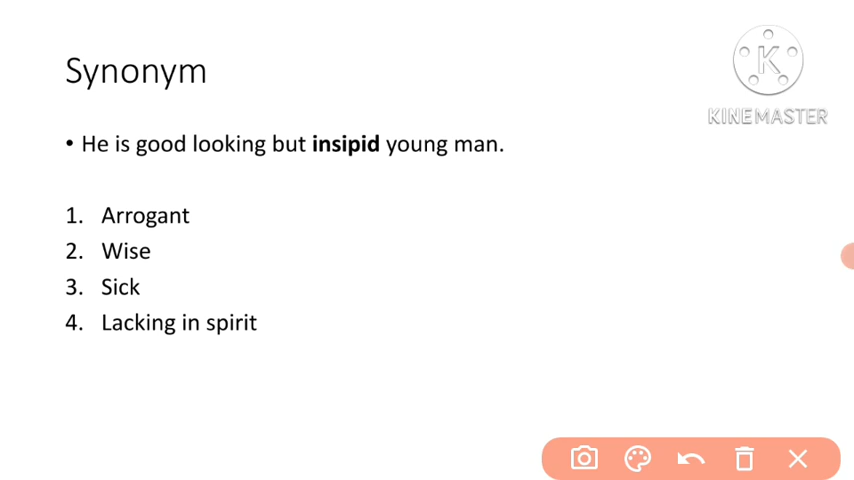 Synonym
KINEMASTER
• He is good looking but insipid young man.
1. Arrogant
2. Wise
3. Sick
4. Lacking in spirit